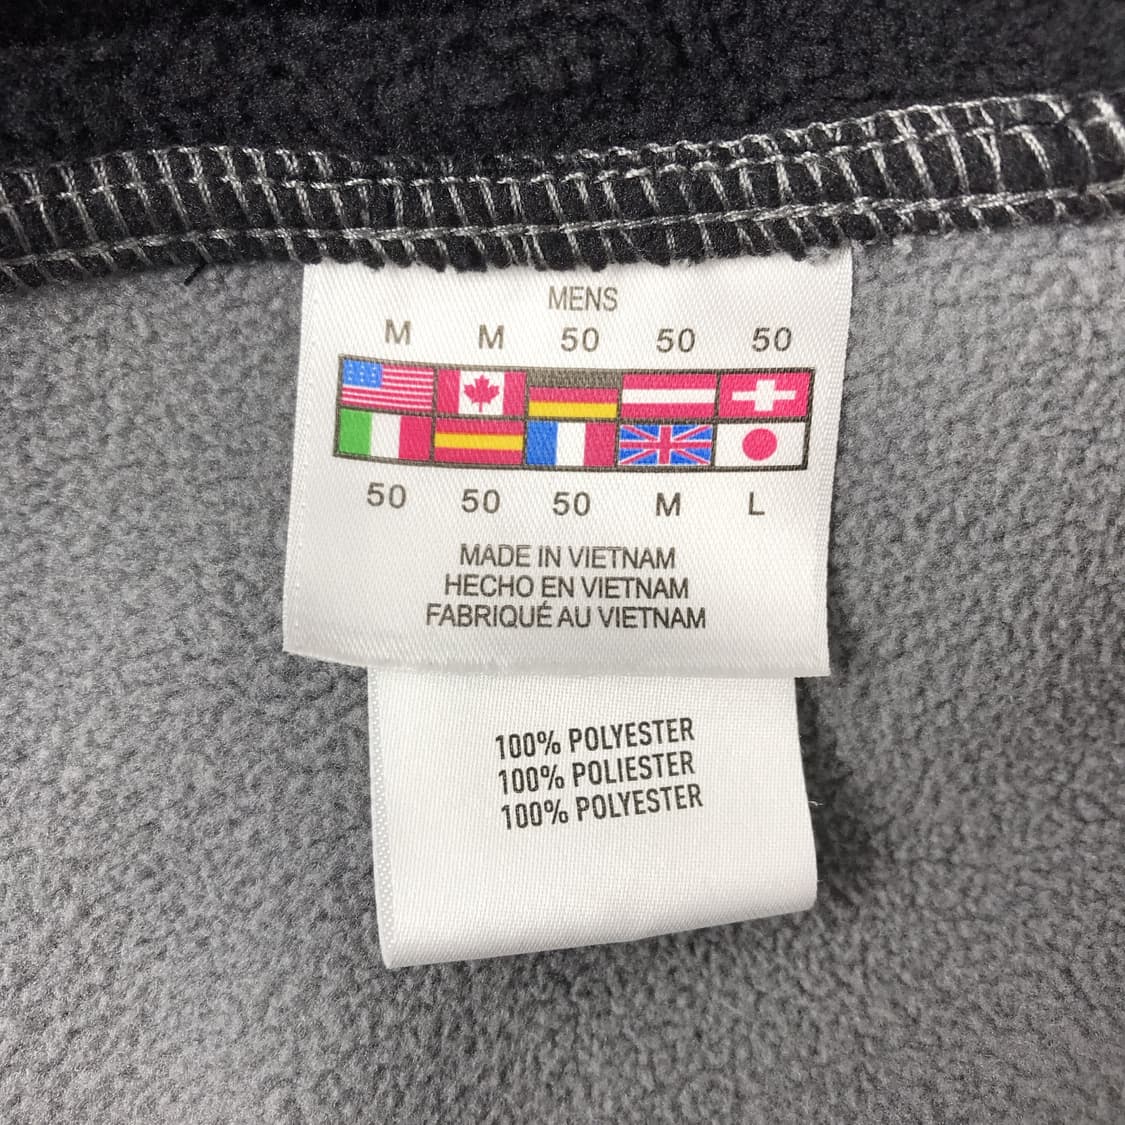 MENS
M M 50 50 50
50 50 50 M L
MADE IN VIETNAM
HECHO EN VIETNAM
FABRIQUÉ AU VIETNAM
100% POLYESTER
100% POLIESTER
100% POLYESTER